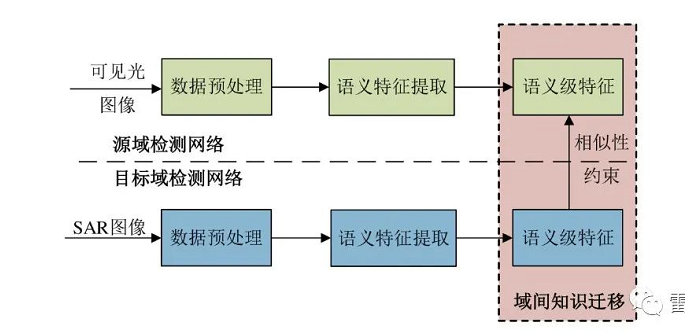 可见光
图像
数据预处理
语义特征提取
语义级特征
源域检测网络
相似性
目标域检测网络
约束
SAR图像
数据预处理
语义特征提取
语义级特征
域间知识迁移
雷